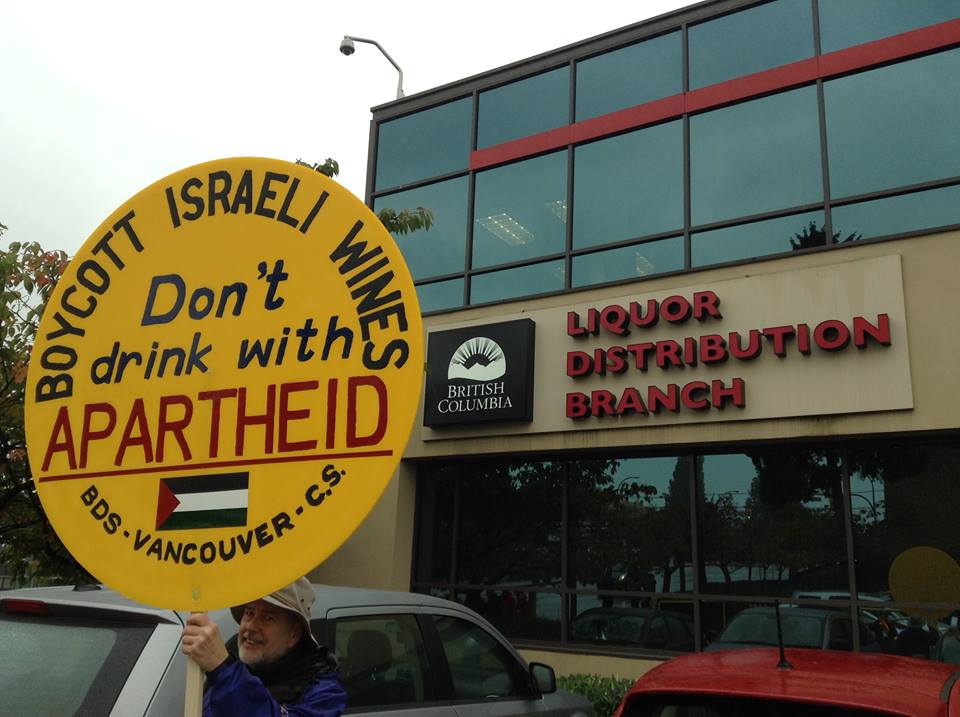 BOYCOTT ISRAELI WINES
Don't
drink with
APARTHEID
BDS-VANCOUVER-C.S.
BRITISH
COLUMBIA
LIQUOR
DISTRIBUTION
BRANCH